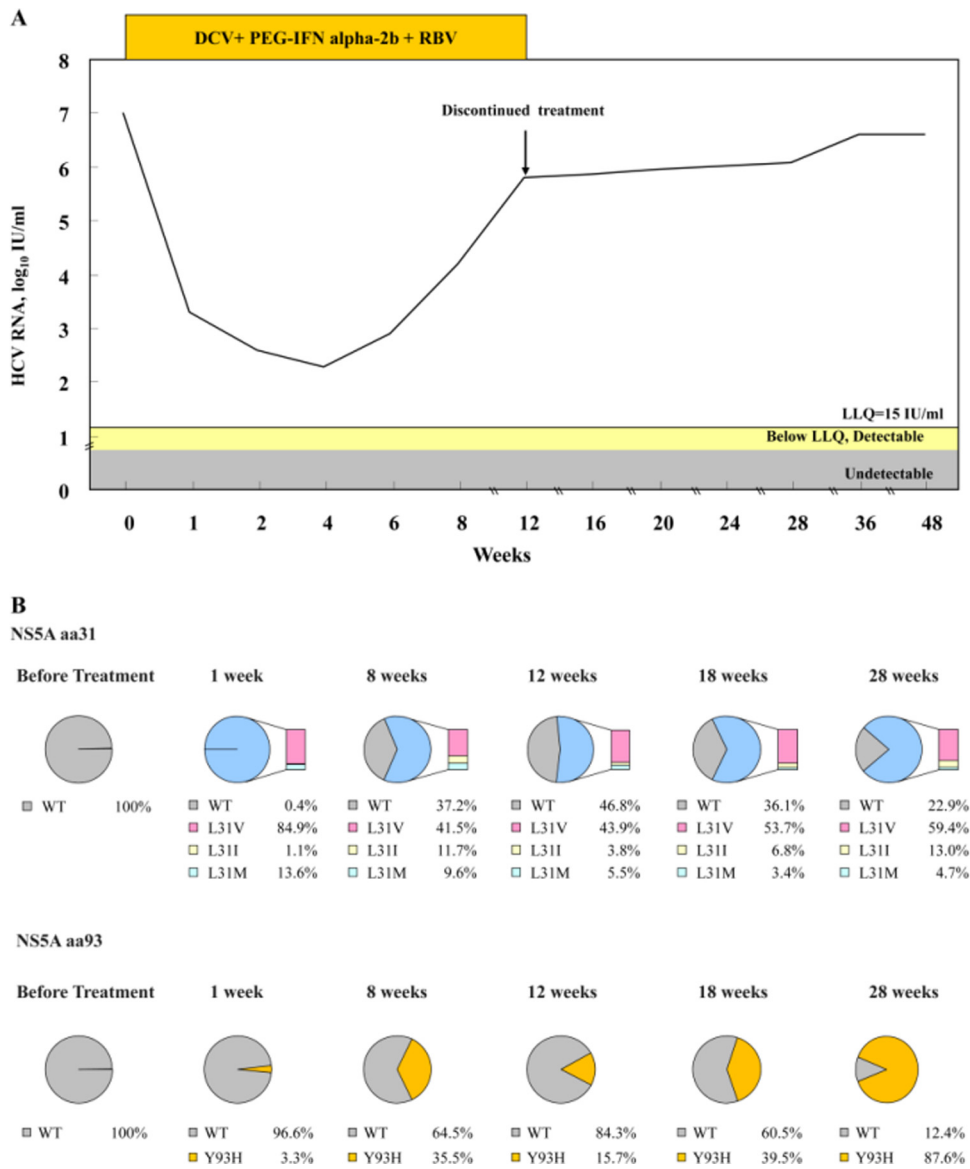 A
DCV+ PEG-IFN alpha-2b + RBV
8
7
6
5
4
3
2
1
0
HCV RNA, log10 IU/ml
Discontinued treatment
LLQ=15 IU/ml
Below LLQ, Detectable
Undetectable
0 1 2 4 6 8 12 16 20 24 28 36 48
Weeks
B
NS5A aa31
Before Treatment 1 week 8 weeks 12 weeks 18 weeks 28 weeks
WT 100% WT 0.4% WT 37.2% WT 46.8% WT 36.1% WT 22.9%
L31V 84.9% L31V 41.5% L31V 43.9% L31V 53.7% L31V 59.4%
L31I 1.1% L31I 11.7% L31I 3.8% L31I 6.8% L31I 13.0%
L31M 13.6% L31M 9.6% L31M 5.5% L31M 3.4% L31M 4.7%
NS5A aa93
Before Treatment 1 week 8 weeks 12 weeks 18 weeks 28 weeks
WT 100% WT 96.6% WT 64.5% WT 84.3% WT 60.5% WT 12.4%
Y93H 3.3% Y93H 35.5% Y93H 15.7% Y93H 39.5% Y93H 87.6%